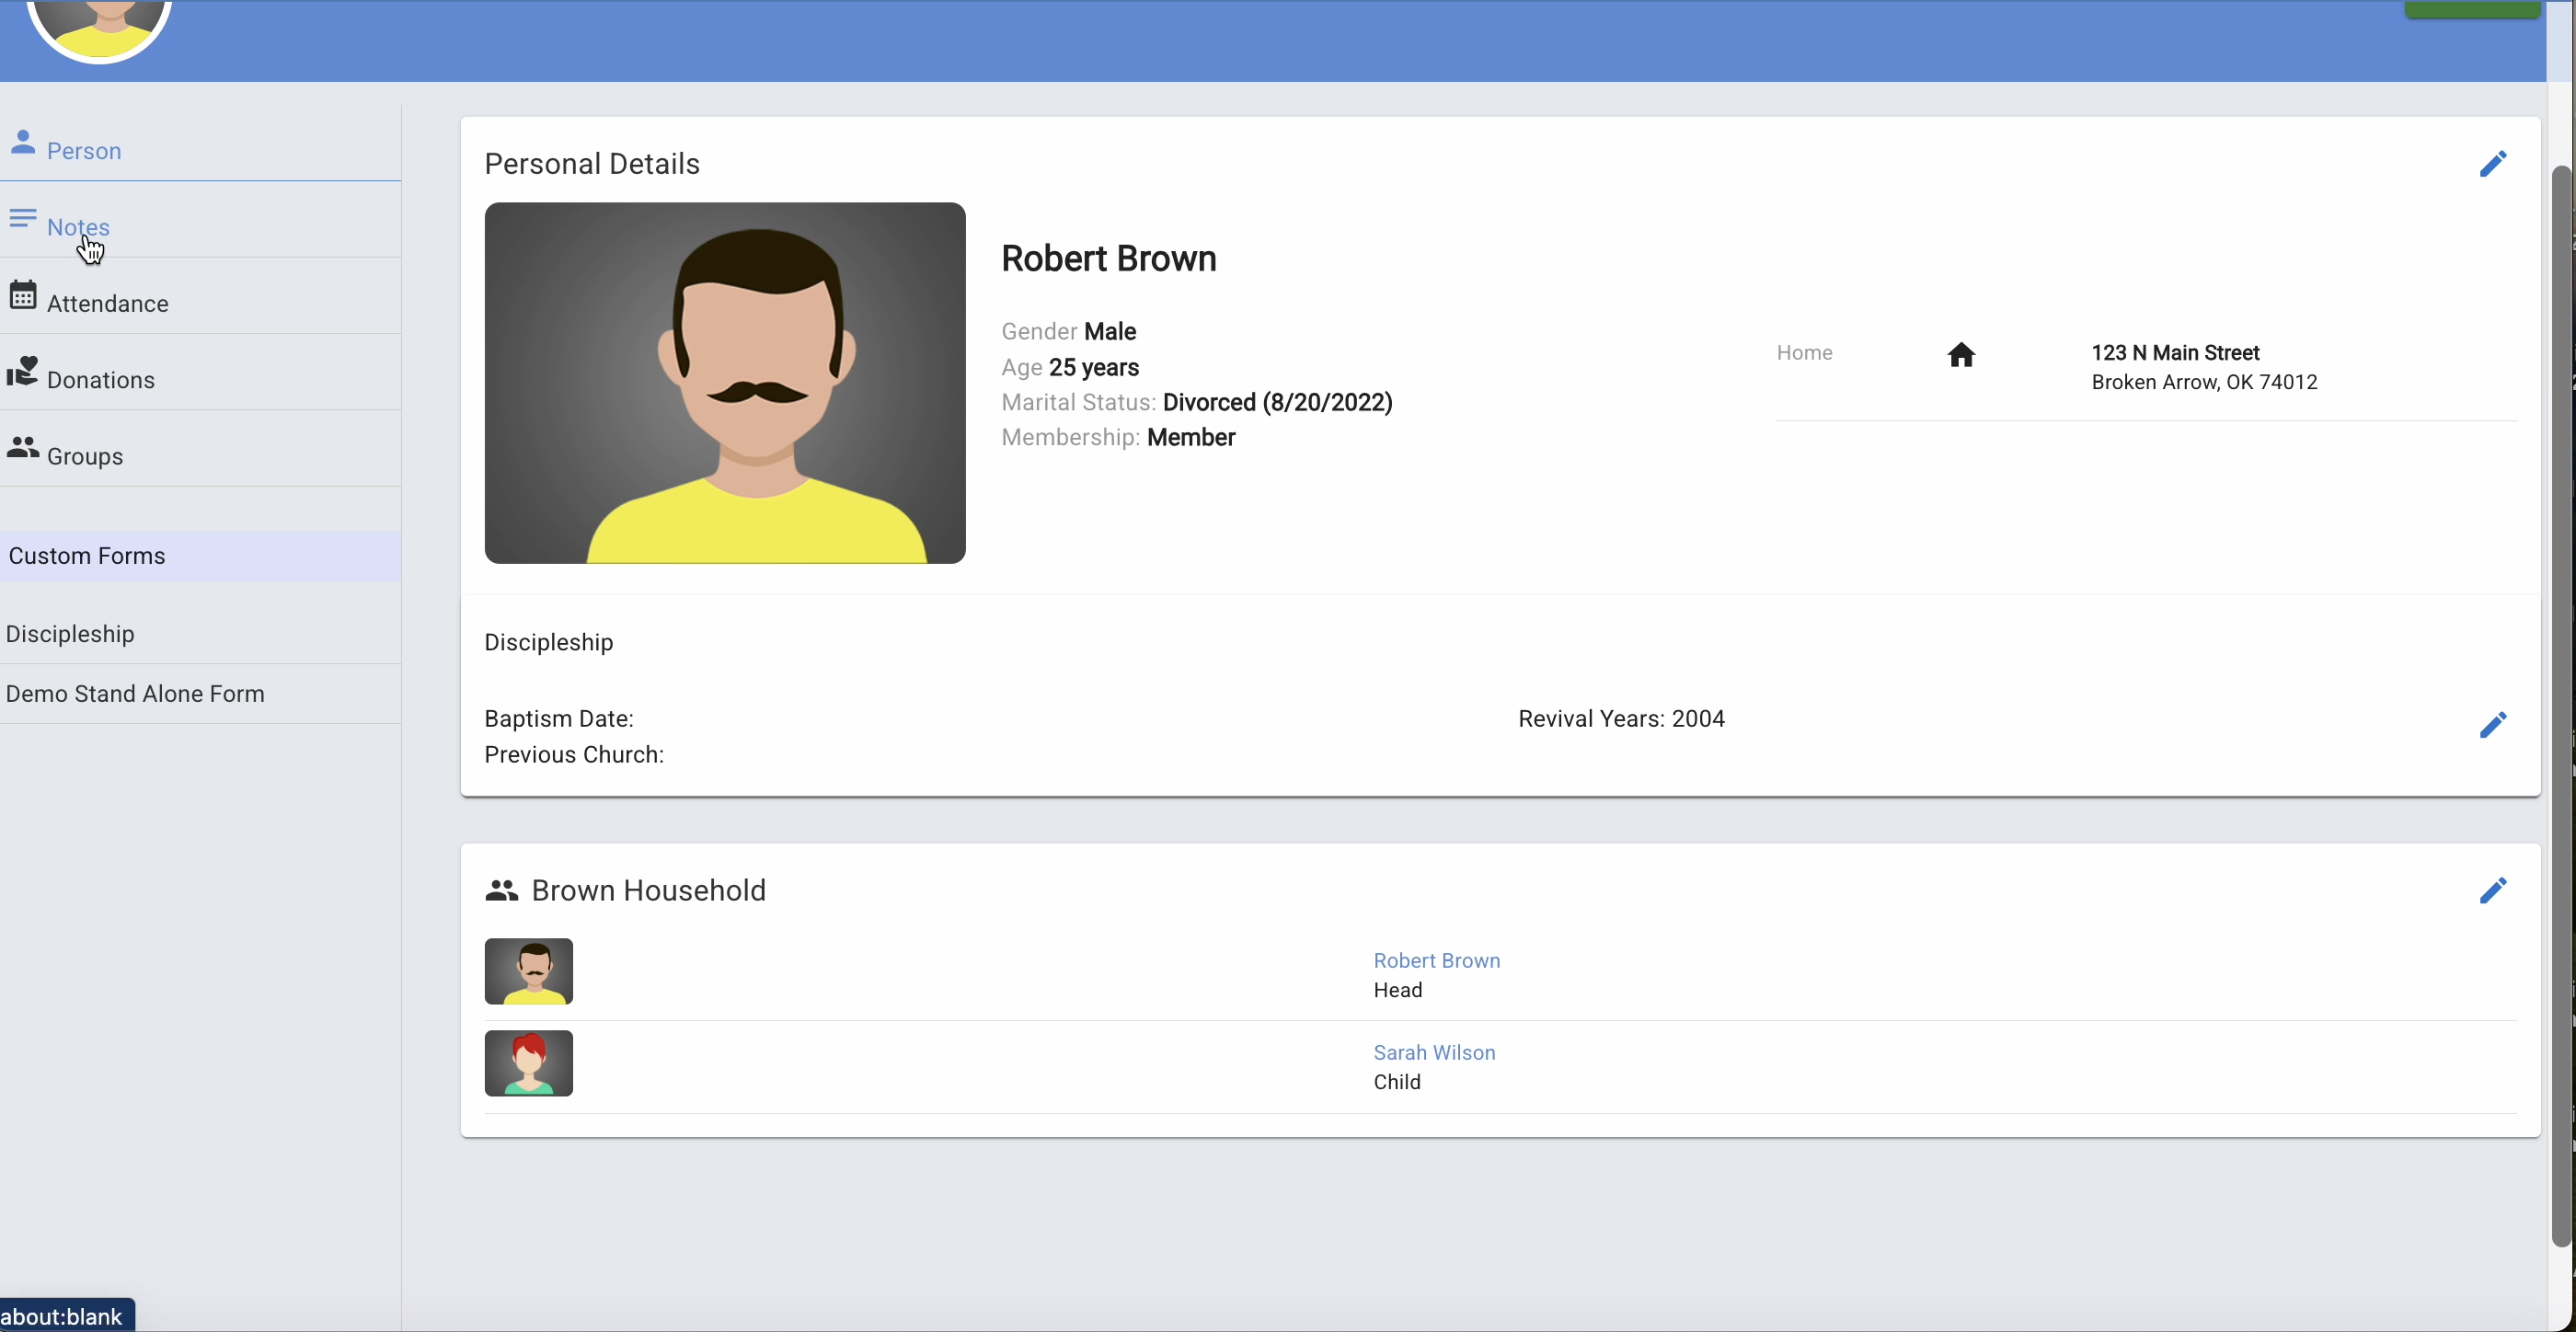 Person
Notes
Attendance
Donations
Groups
Custom Forms
Discipleship
Demo Stand Alone Form
Personal Details
Robert Brown
Gender Male
Age 25 years
Marital Status: Divorced (8/20/2022)
Membership: Member
Home
123 N Main Street
Broken Arrow, OK 74012
Discipleship
Baptism Date:
Previous Church:
Revival Years: 2004
Brown Household
Robert Brown
Head
Sarah Wilson
Child
about:blank